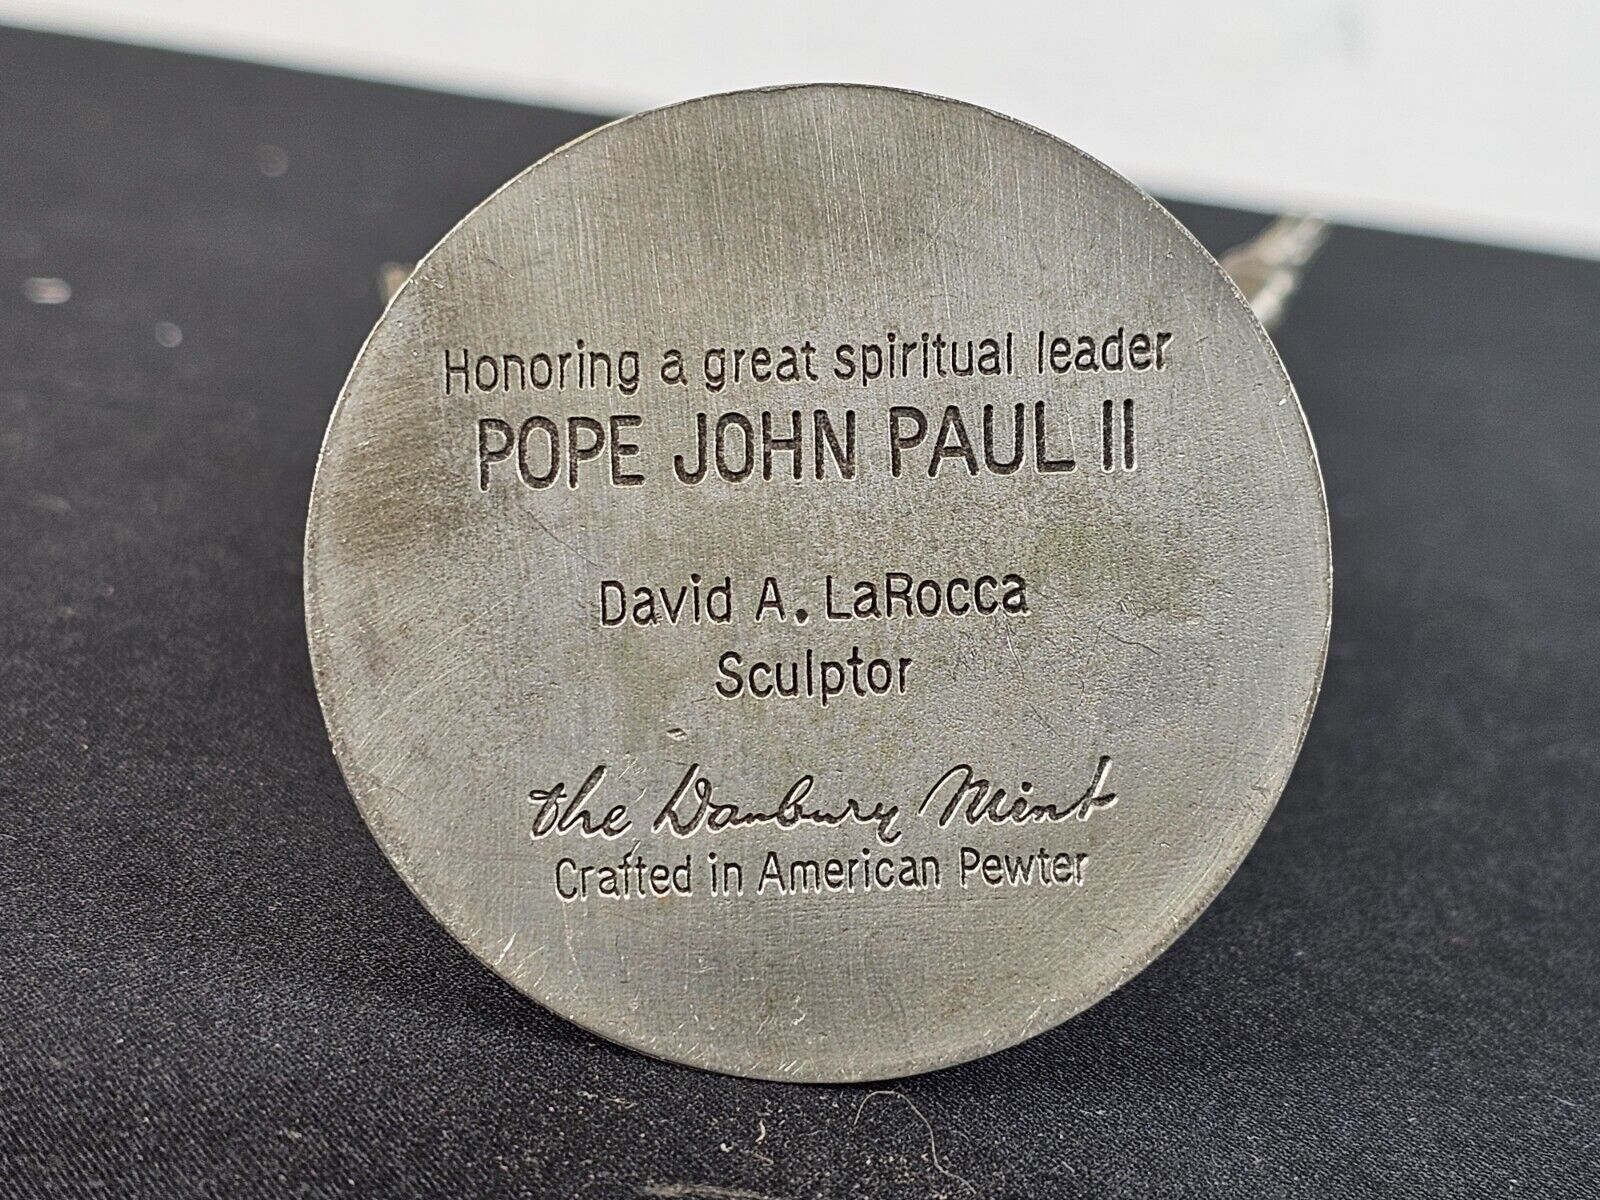 Honoring a great spiritual leader
POPE JOHN PAUL II
David A. LaRocca
Sculptor
The Danbury Mint
Crafted in American Pewter